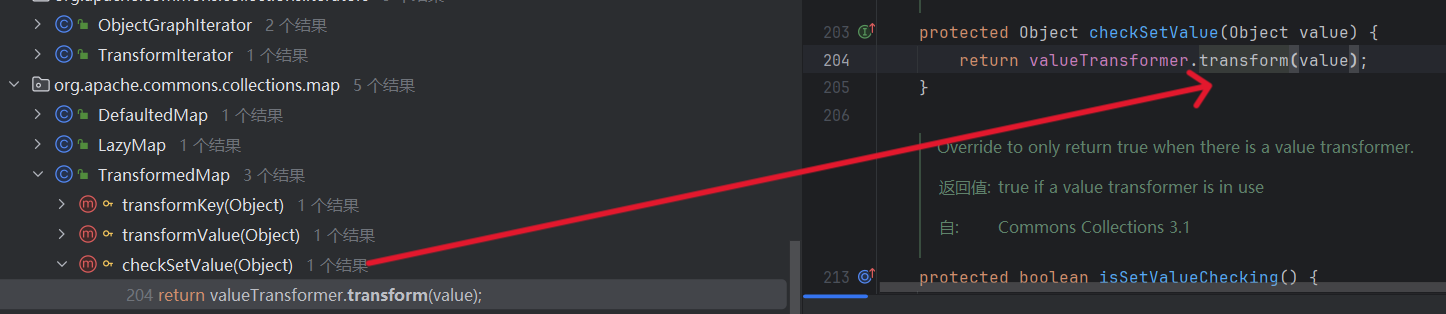 ObjectGraphIterator 2 个结果
TransformIterator 1 个结果
org.apache.commons.collections.map 5 个结果
DefaultedMap 1 个结果
LazyMap 1 个结果
TransformedMap 3 个结果
transformKey(Object) 1 个结果
transformValue(Object) 1 个结果
checkSetValue(Object) 1 个结果
204 return valueTransformer.transform(value);
203 protected Object checkSetValue(Object value) {
204 return valueTransformer.transform(value);
205 }
206
Override to only return true when there is a value transformer.
返回值: true if a value transformer is in use
自: Commons Collections 3.1
213 protected boolean isSetValueChecking() {